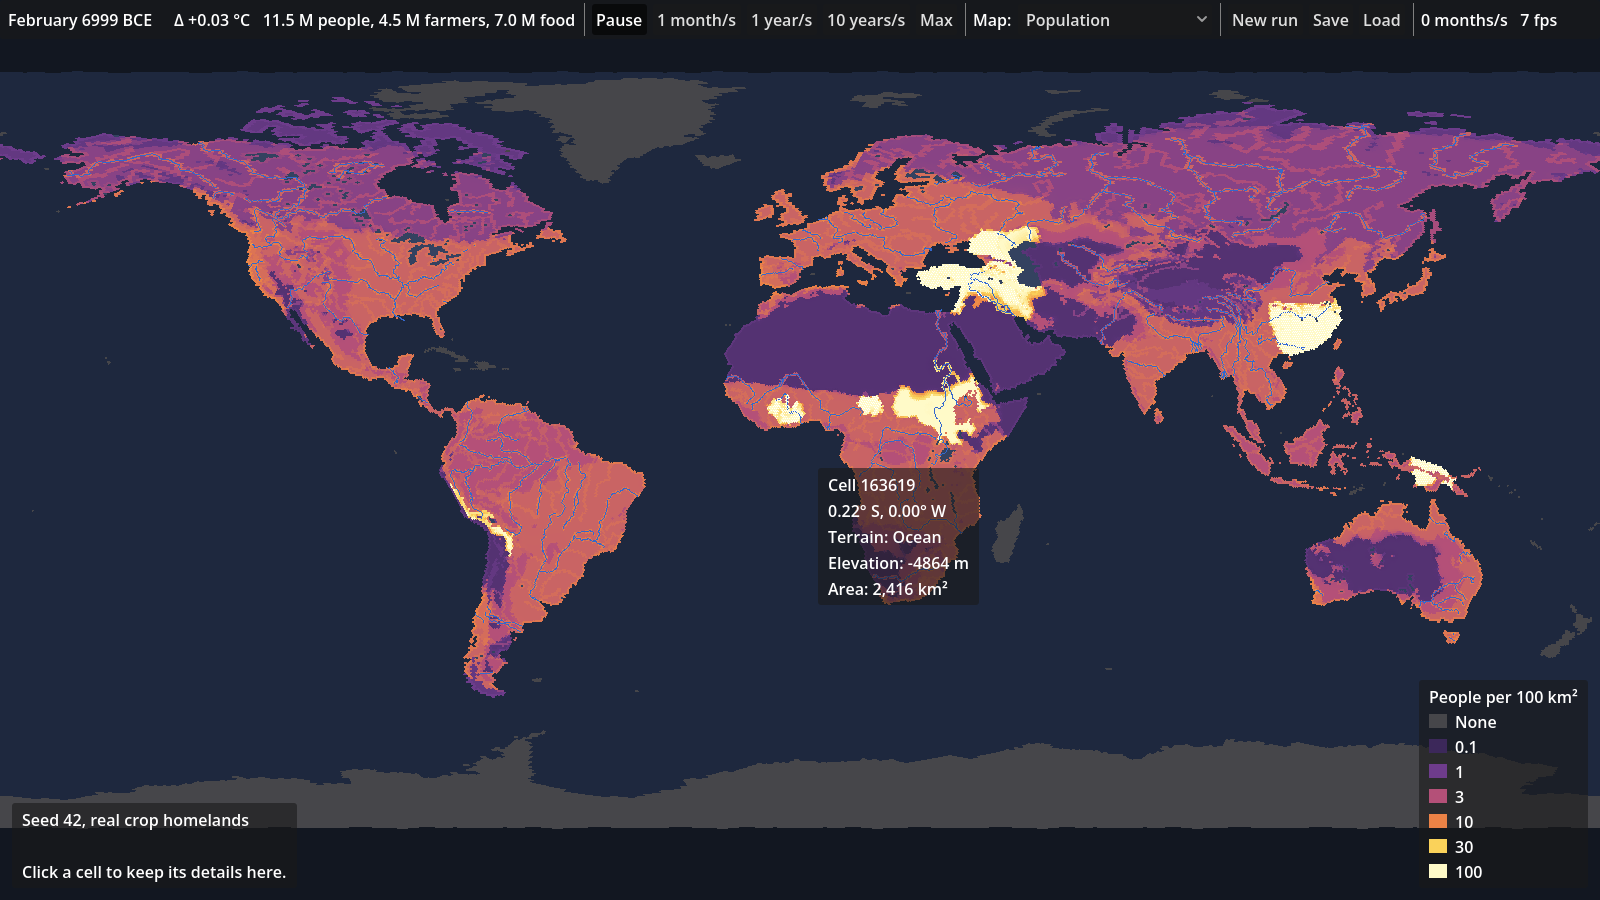 February 6999 BCE Δ +0.03 °C 11.5 M people, 4.5 M farmers, 7.0 M food Pause 1 month/s 1 year/s 10 years/s Max Map: Population New run Save Load 0 months/s 7 fps
Cell 163619
0.22° S, 0.00° W
Terrain: Ocean
Elevation: -4864 m
Area: 2,416 km²
People per 100 km²
None
0.1
1
3
10
30
100
Seed 42, real crop homelands
Click a cell to keep its details here.